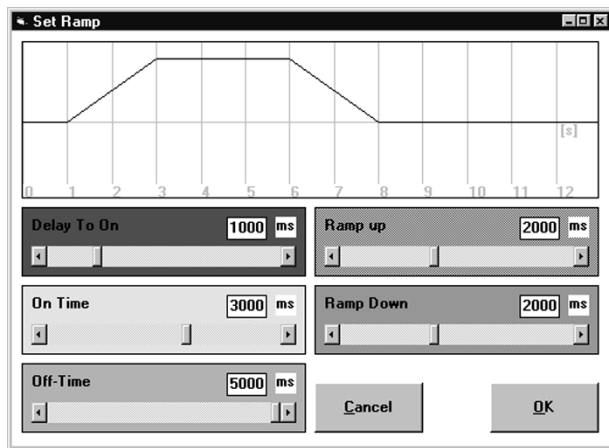 Set Ramp
[s]
0 1 2 3 4 5 6 7 8 9 10 11 12
Delay To On 1000 ms
Ramp up 2000 ms
On Time 3000 ms
Ramp Down 2000 ms
Off-Time 5000 ms
Cancel
OK